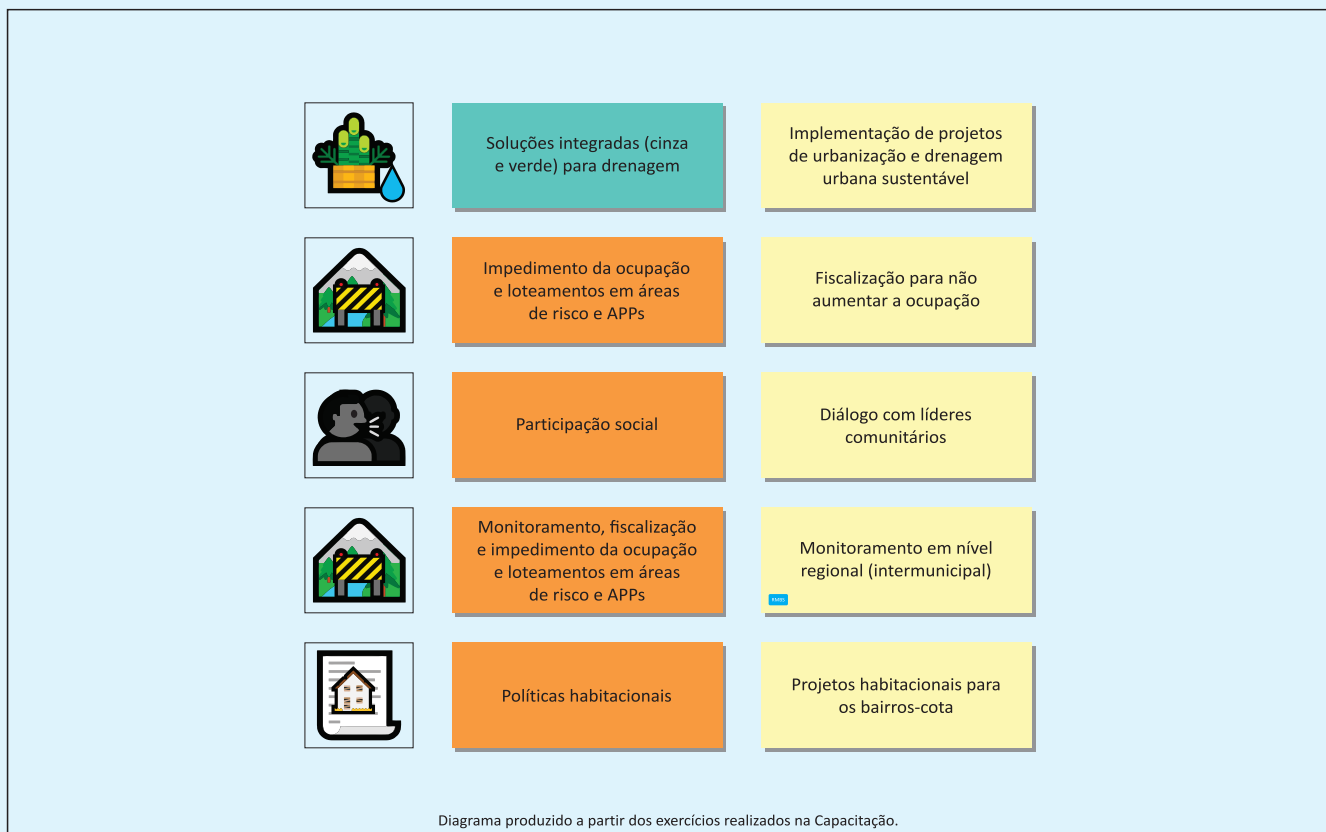 Soluções integradas (cinza
e verde) para drenagem
Implementação de projetos
de urbanização e drenagem
urbana sustentável
Impedimento da ocupação
e loteamentos em áreas
de risco e APPs
Fiscalização para não
aumentar a ocupação
Participação social
Diálogo com líderes
comunitários
Monitoramento, fiscalização
e impedimento da ocupação
e loteamentos em áreas
de risco e APPs
Monitoramento em nível
regional (intermunicipal)
RMBS
Políticas habitacionais
Projetos habitacionais para
os bairros-cota
Diagrama produzido a partir dos exercícios realizados na Capacitação.